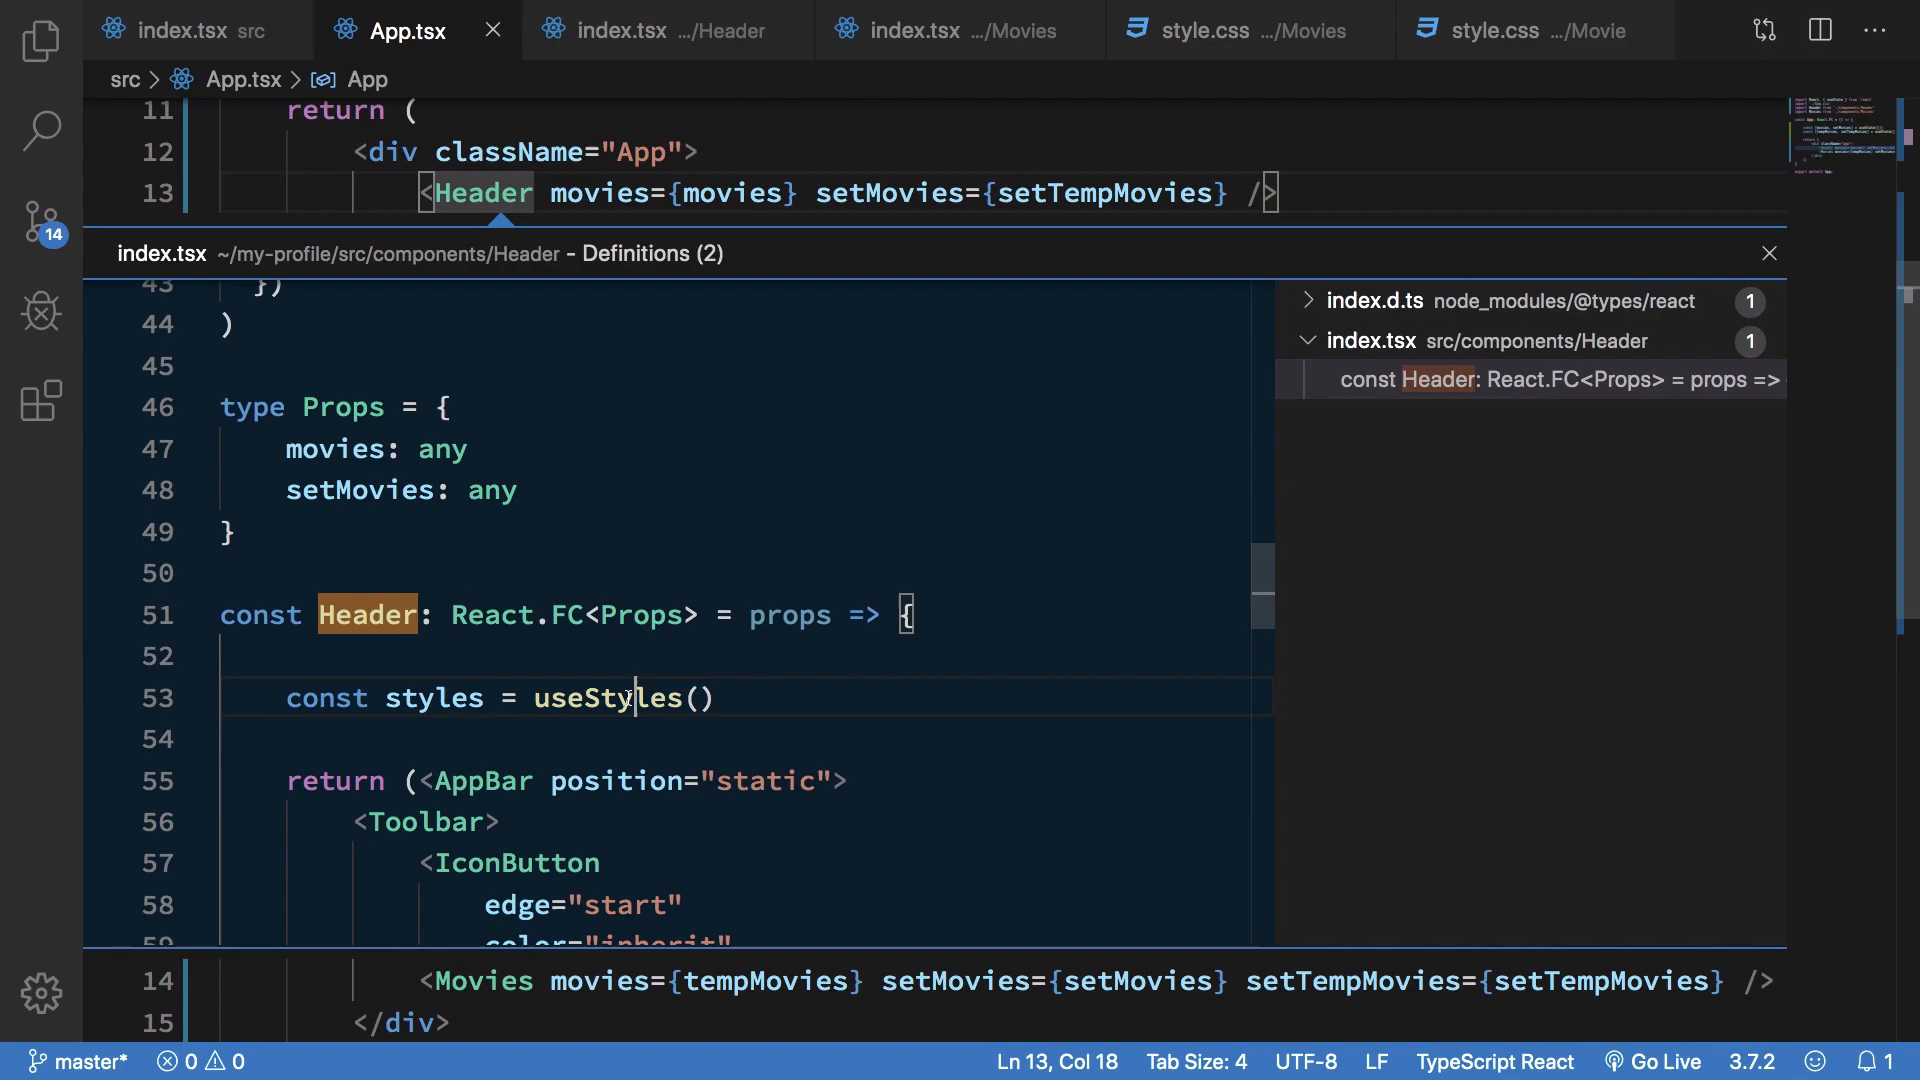 index.tsx src
App.tsx
index.tsx .../Header
index.tsx .../Movies
style.css .../Movies
style.css .../Movie
src > App.tsx > App
11 return (
12 <div className="App">
13 <Header movies={movies} setMovies={setTempMovies} />
index.tsx ~/my-profile/src/components/Header - Definitions (2)
43 })
44 )
45
46 type Props = {
47 movies: any
48 setMovies: any
49 }
50
51 const Header: React.FC<Props> = props => {
52
53 const styles = useStyles()
54
55 return (<AppBar position="static">
56 <Toolbar>
57 <IconButton
58 edge="start"
59 color="inherit"
index.d.ts node_modules/@types/react 1
index.tsx src/components/Header 1
const Header: React.FC<Props> = props =>
14 <Movies movies={tempMovies} setMovies={setMovies} setTempMovies={setTempMovies} />
15 </div>
14
master* 0 0
Ln 13, Col 18
Tab Size: 4
UTF-8
LF
TypeScript React
Go Live
3.7.2
1